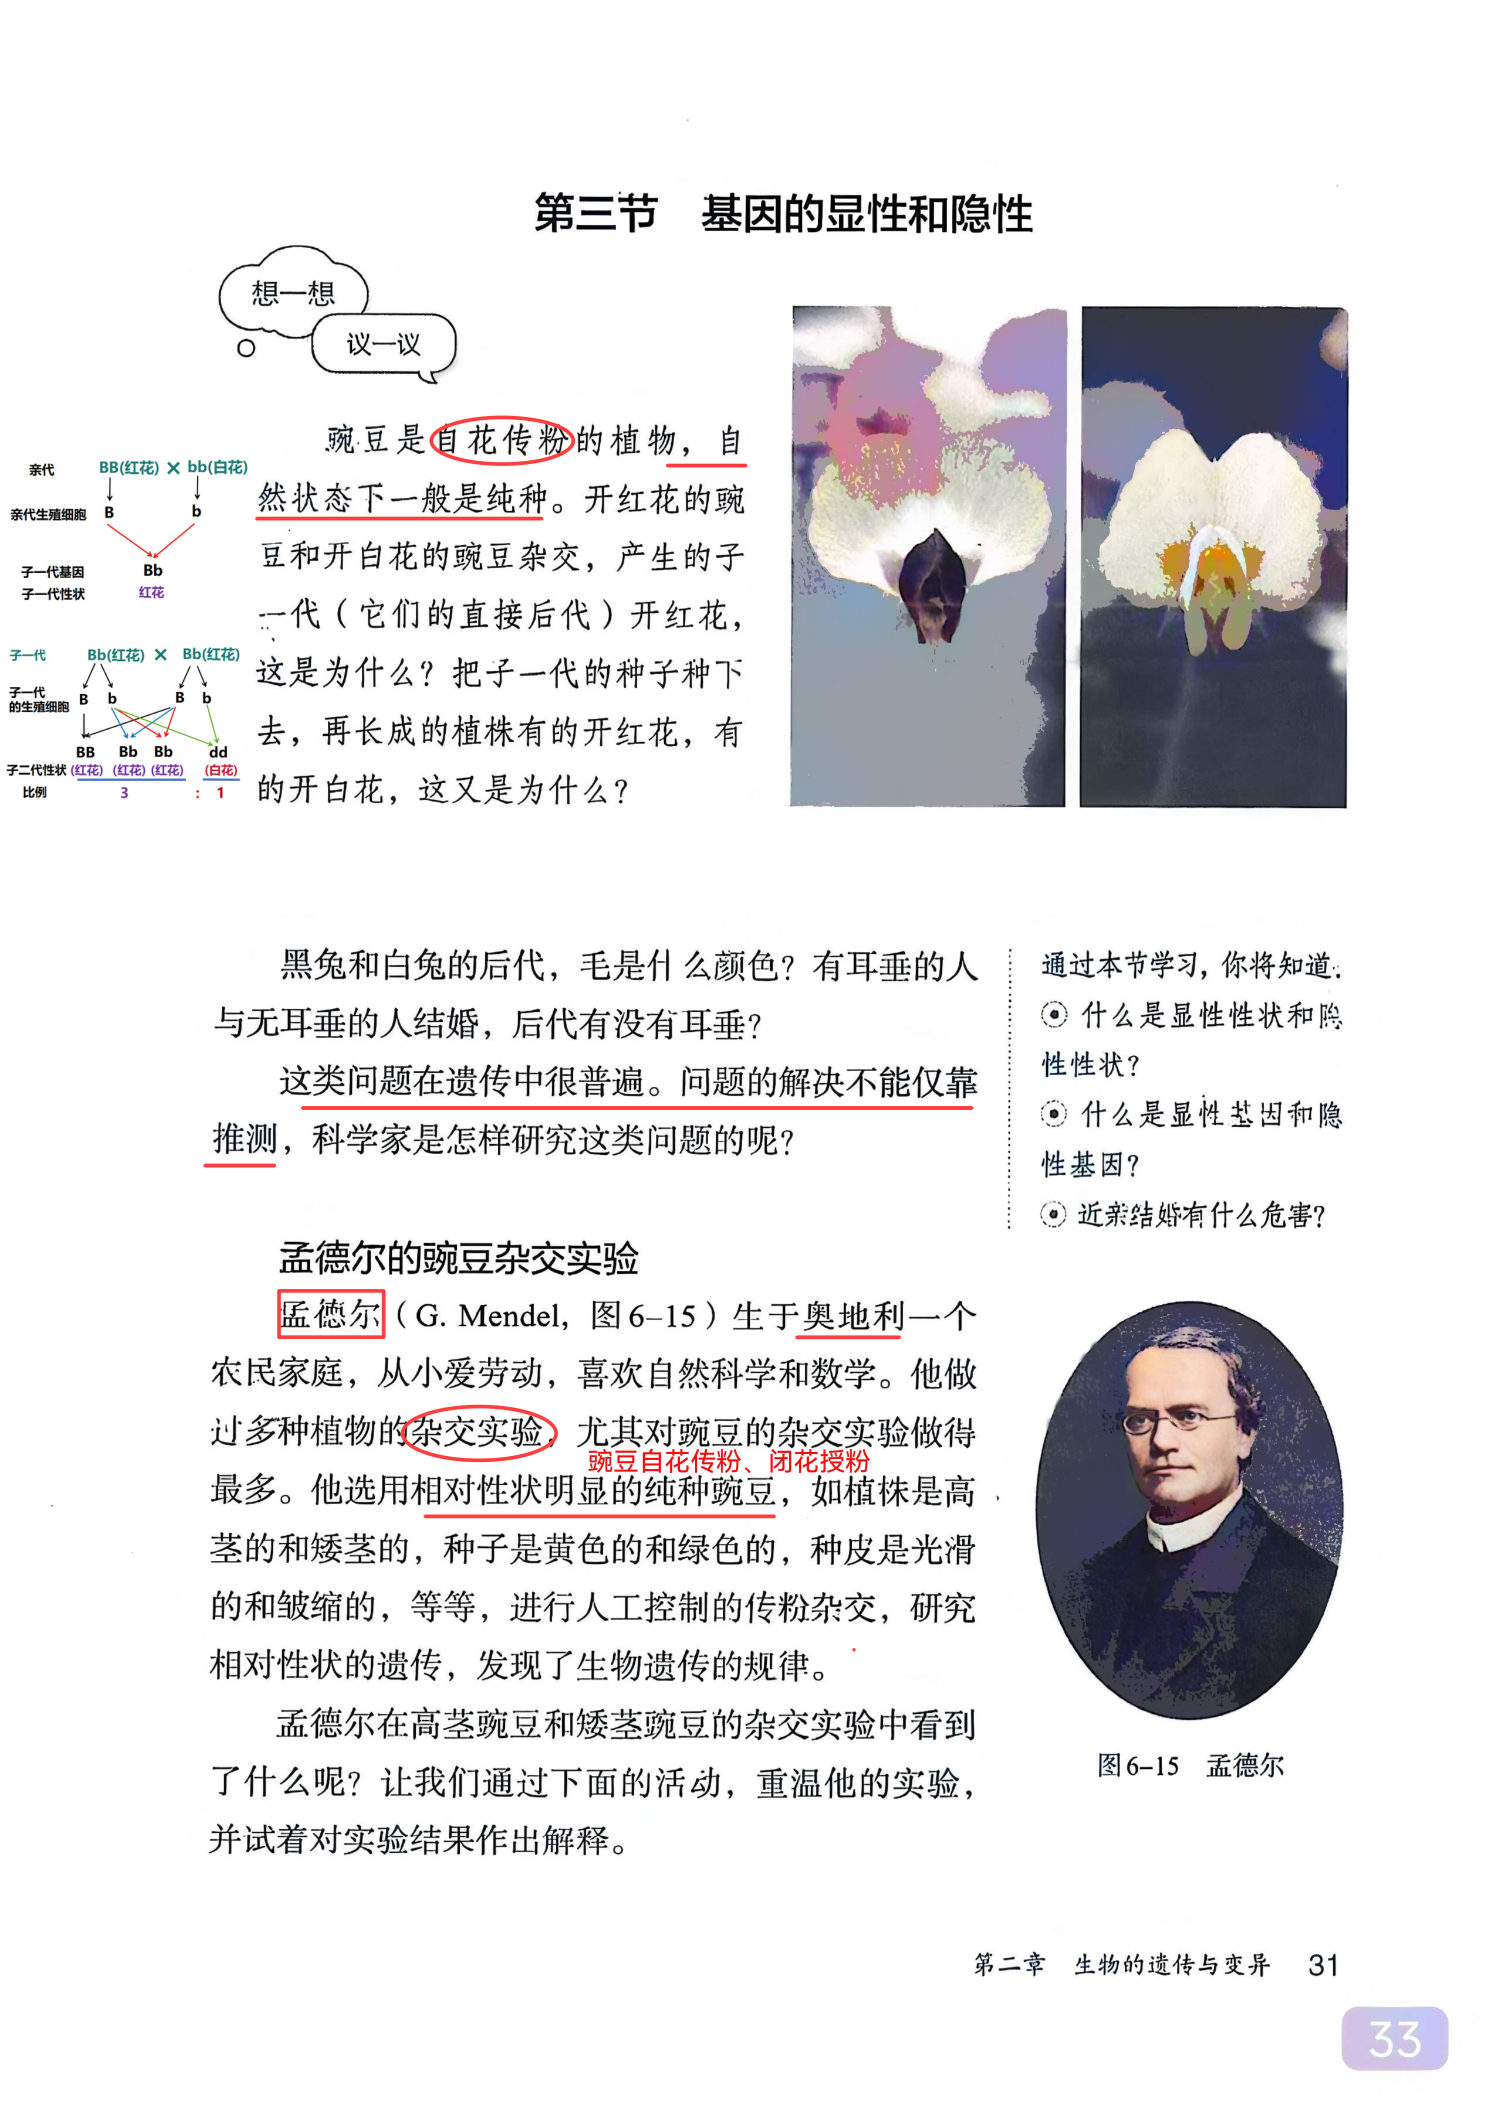 第三节 基因的显性和隐性
想一想
议一议
豌豆是自花传粉的植物，自
然状态下一般是纯种。开红花的豌
豆和开白花的豌豆杂交，产生的子
一代（它们的直接后代）开红花，
这是为什么？把子一代的种子种下
去，再长成的植株有的开红花，有
的开白花，这又是为什么？
亲代 BB(红花) × bb(白花)
亲代生殖细胞 B b
子一代基因 Bb
子一代性状 红花
子一代 Bb(红花) × Bb(红花)
子一代
的生殖细胞 B b B b
BB Bb Bb dd
子二代性状 (红花) (红花) (红花) (白花)
比例 3 : 1
黑兔和白兔的后代，毛是什么颜色？有耳垂的人
与无耳垂的人结婚，后代有没有耳垂？
这类问题在遗传中很普遍。问题的解决不能仅靠
推测，科学家是怎样研究这类问题的呢？
通过本节学习，你将知道：
什么是显性性状和隐
性性状？
什么是显性基因和隐
性基因？
近亲结婚有什么危害？
孟德尔的豌豆杂交实验
孟德尔（G. Mendel，图6-15）生于奥地利一个
农民家庭，从小爱劳动，喜欢自然科学和数学。他做
过多种植物的杂交实验，尤其对豌豆的杂交实验做得
豌豆自花传粉、闭花授粉
最多。他选用相对性状明显的纯种豌豆，如植株是高
茎的和矮茎的，种子是黄色的和绿色的，种皮是光滑
的和皱缩的，等等，进行人工控制的传粉杂交，研究
相对性状的遗传，发现了生物遗传的规律。
孟德尔在高茎豌豆和矮茎豌豆的杂交实验中看到
了什么呢？让我们通过下面的活动，重温他的实验，
并试着对实验结果作出解释。
图6-15 孟德尔
第二章 生物的遗传与变异 31
33